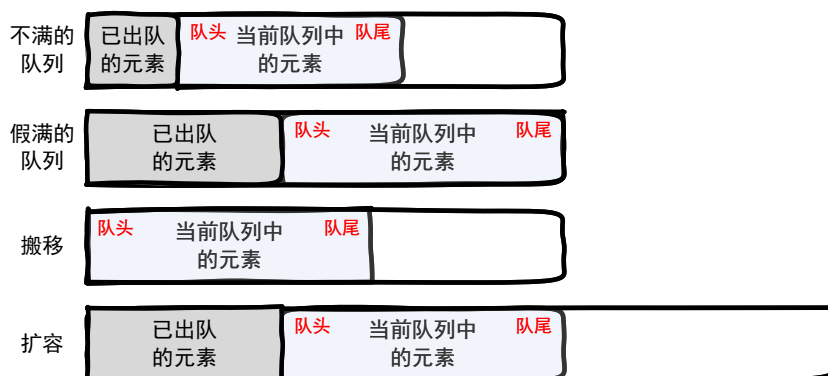 不满的
队列
已出队
的元素
队头 当前队列中 队尾
的元素
假满的
队列
已出队
的元素
队头 当前队列中 队尾
的元素
搬移
队头 当前队列中 队尾
的元素
扩容
已出队
的元素
队头 当前队列中 队尾
的元素